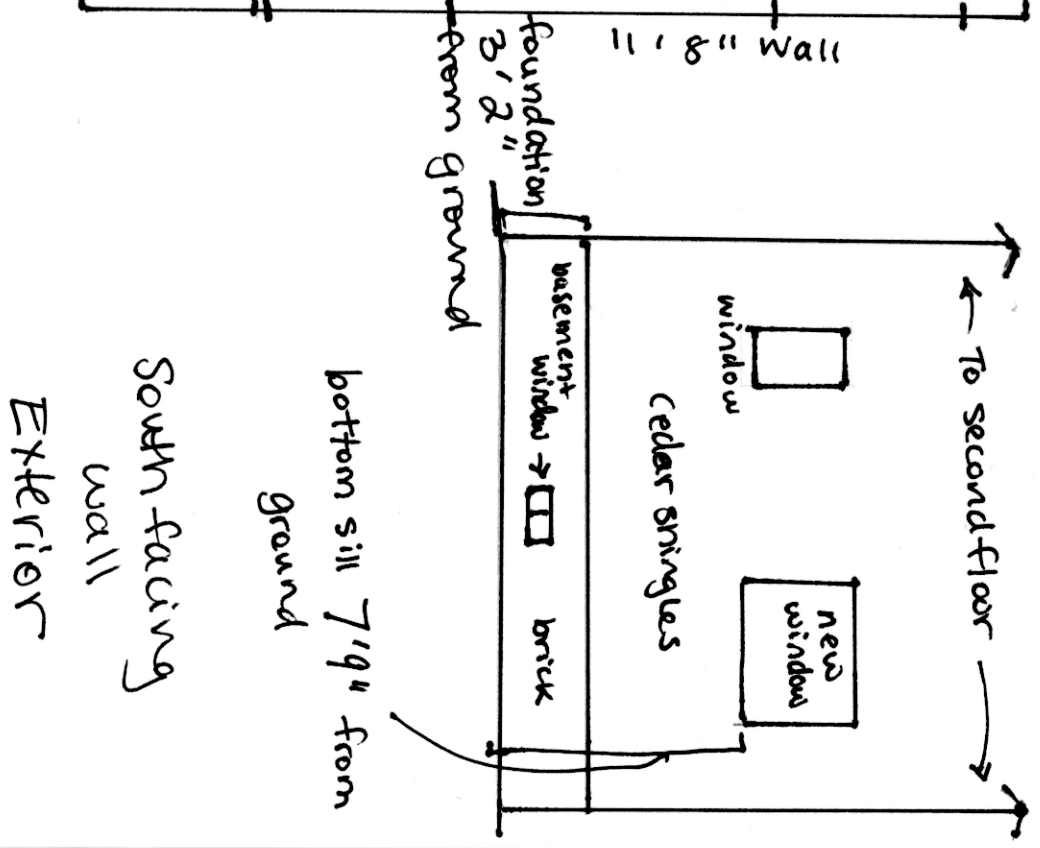 11'8" wall
← To second floor →
new
window
window
cedar shingles
basement
window →
brick
foundation
3'2"
from ground
bottom sill 7'9" from
ground
South facing
wall
Exterior